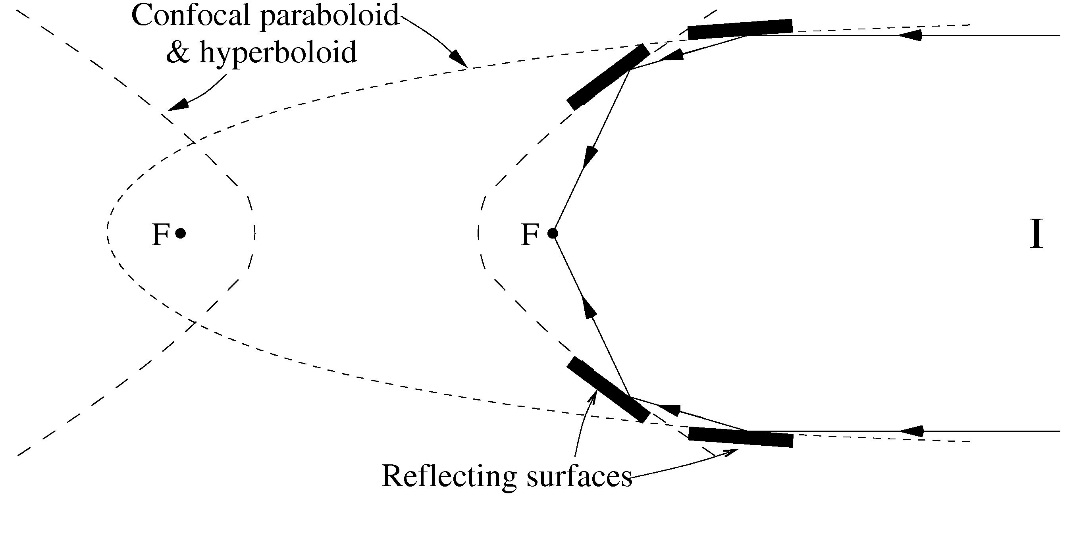 Confocal paraboloid
& hyperboloid
F
F
I
Reflecting surfaces